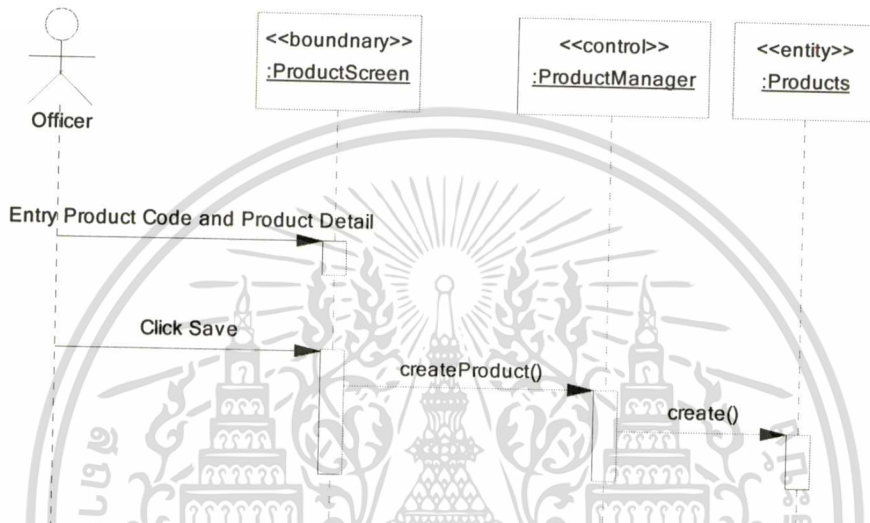 <<boundnary>>
:ProductScreen
<<control>>
:ProductManager
<<entity>>
:Products
Officer
Entry Product Code and Product Detail
Click Save
createProduct()
create()